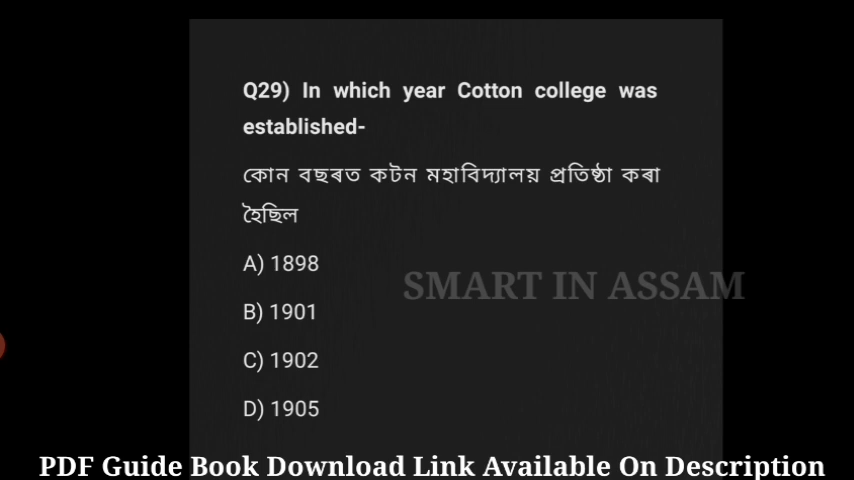 Q29) In which year Cotton college was
established-
কোন বছৰত কটন মহাবিদ্যালয় প্ৰতিষ্ঠা কৰা
হৈছিল
A) 1898
SMART IN ASSAM
B) 1901
C) 1902
D) 1905
PDF Guide Book Download Link Available On Description